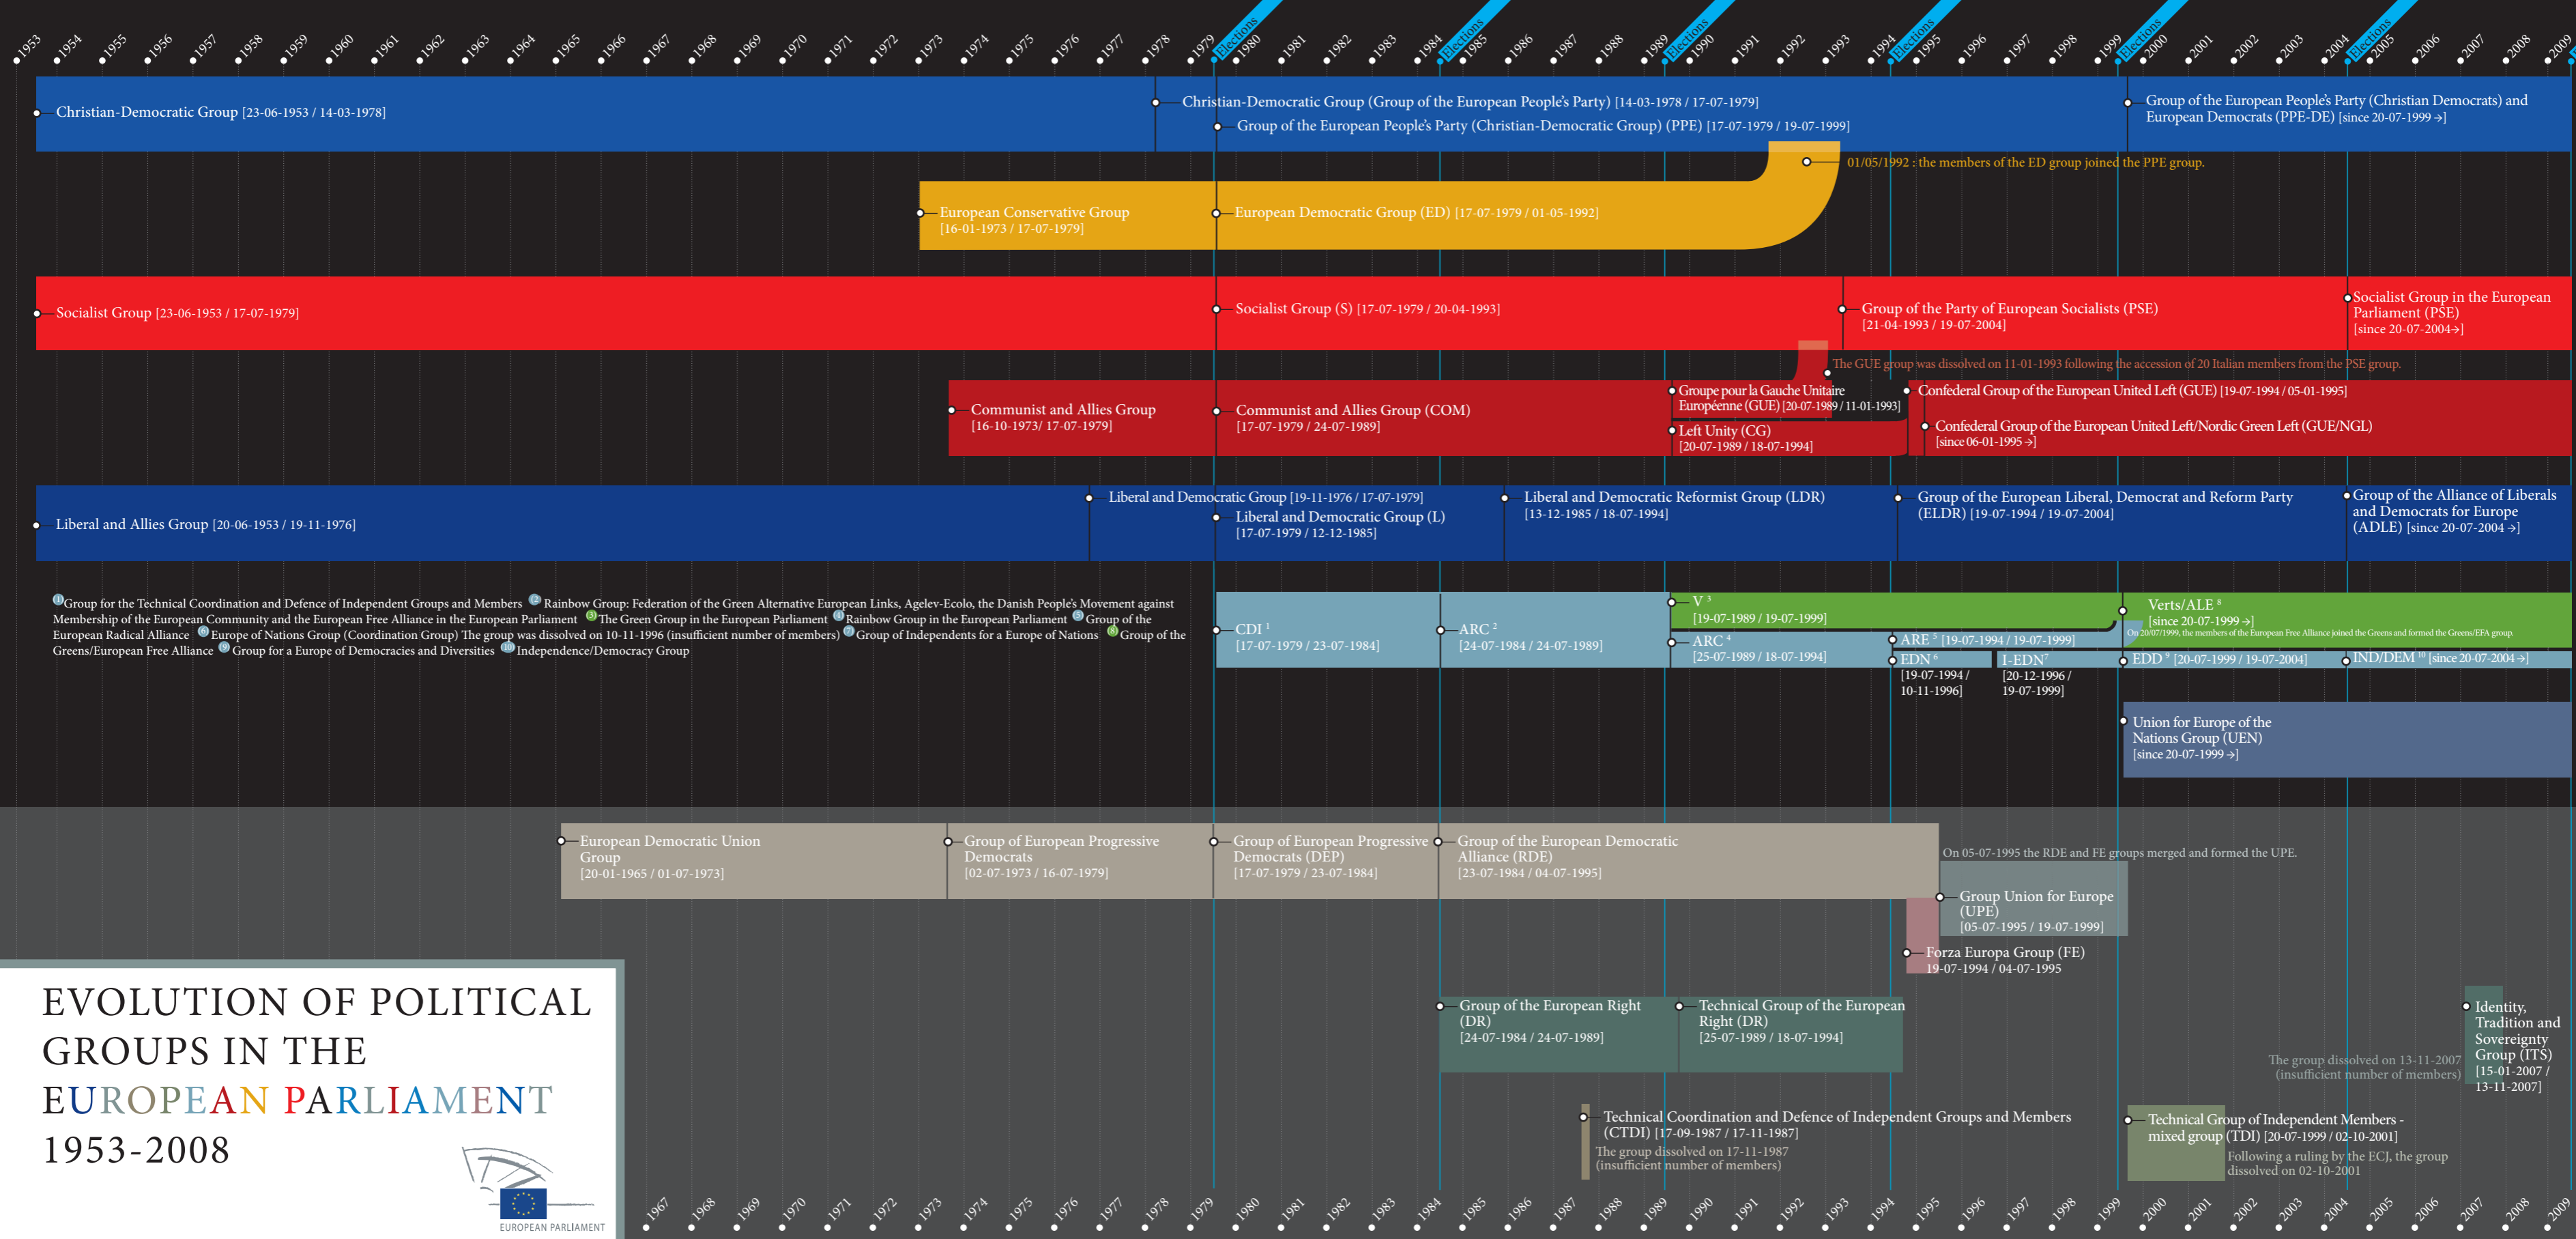 1953 1954 1955 1956 1957 1958 1959 1960 1961 1962 1963 1964 1965 1966 1967 1968 1969 1970 1971 1972 1973 1974 1975 1976 1977 1978 1979 Elections 1980 1981 1982 1983 1984 Elections 1985 1986 1987 1988 1989 Elections 1990 1991 1992 1993 1994 Elections 1995 1996 1997 1998 1999 Elections 2000 2001 2002 2003 2004 Elections 2005 2006 2007 2008 2009
Christian-Democratic Group [23-06-1953 / 14-03-1978]
Christian-Democratic Group (Group of the European People's Party) [14-03-1978 / 17-07-1979]
Group of the European People's Party (Christian-Democratic Group) (PPE) [17-07-1979 / 19-07-1999]
Group of the European People's Party (Christian Democrats) and
European Democrats (PPE-DE) [since 20-07-1999 →]
01/05/1992 : the members of the ED group joined the PPE group.
European Conservative Group
[16-01-1973 / 17-07-1979]
European Democratic Group (ED) [17-07-1979 / 01-05-1992]
Socialist Group [23-06-1953 / 17-07-1979]
Socialist Group (S) [17-07-1979 / 20-04-1993]
Group of the Party of European Socialists (PSE)
[21-04-1993 / 19-07-2004]
Socialist Group in the European
Parliament (PSE)
[since 20-07-2004→]
The GUE group was dissolved on 11-01-1993 following the accession of 20 Italian members from the PSE group.
Communist and Allies Group
[16-10-1973/ 17-07-1979]
Communist and Allies Group (COM)
[17-07-1979 / 24-07-1989]
Groupe pour la Gauche Unitaire
Européenne (GUE) [20-07-1989 / 11-01-1993]
Left Unity (CG)
[20-07-1989 / 18-07-1994]
Confederal Group of the European United Left (GUE) [19-07-1994 / 05-01-1995]
Confederal Group of the European United Left/Nordic Green Left (GUE/NGL)
[since 06-01-1995 →]
Liberal and Allies Group [20-06-1953 / 19-11-1976]
Liberal and Democratic Group [19-11-1976 / 17-07-1979]
Liberal and Democratic Group (L)
[17-07-1979 / 12-12-1985]
Liberal and Democratic Reformist Group (LDR)
[13-12-1985 / 18-07-1994]
Group of the European Liberal, Democrat and Reform Party
(ELDR) [19-07-1994 / 19-07-2004]
Group of the Alliance of Liberals
and Democrats for Europe
(ADLE) [since 20-07-2004 →]
(1) Group for the Technical Coordination and Defence of Independent Groups and Members (2) Rainbow Group: Federation of the Green Alternative European Links, Agelev-Ecolo, the Danish People's Movement against
Membership of the European Community and the European Free Alliance in the European Parliament (3) The Green Group in the European Parliament (4) Rainbow Group in the European Parliament (5) Group of the
European Radical Alliance (6) Europe of Nations Group (Coordination Group) The group was dissolved on 10-11-1996 (insufficient number of members) (7) Group of Independents for a Europe of Nations (8) Group of the
Greens/European Free Alliance (9) Group for a Europe of Democracies and Diversities (10) Independence/Democracy Group
CDI 1
[17-07-1979 / 23-07-1984]
ARC 2
[24-07-1984 / 24-07-1989]
V 3
[19-07-1989 / 19-07-1999]
ARC 4
[25-07-1989 / 18-07-1994]
ARE 5 [19-07-1994 / 19-07-1999]
EDN 6
[19-07-1994 /
10-11-1996]
I-EDN7
[20-12-1996 /
19-07-1999]
Verts/ALE 8
[since 20-07-1999 →]
On 20/07/1999, the members of the European Free Alliance joined the Greens and formed the Greens/EFA group.
EDD 9 [20-07-1999 / 19-07-2004]
IND/DEM 10 [since 20-07-2004 →]
Union for Europe of the
Nations Group (UEN)
[since 20-07-1999 →]
European Democratic Union
Group
[20-01-1965 / 01-07-1973]
Group of European Progressive
Democrats
[02-07-1973 / 16-07-1979]
Group of European Progressive
Democrats (DEP)
[17-07-1979 / 23-07-1984]
Group of the European Democratic
Alliance (RDE)
[23-07-1984 / 04-07-1995]
On 05-07-1995 the RDE and FE groups merged and formed the UPE.
Group Union for Europe
(UPE)
[05-07-1995 / 19-07-1999]
Forza Europa Group (FE)
19-07-1994 / 04-07-1995
Group of the European Right
(DR)
[24-07-1984 / 24-07-1989]
Technical Group of the European
Right (DR)
[25-07-1989 / 18-07-1994]
Identity,
Tradition and
Sovereignty
Group (ITS)
[15-01-2007 /
13-11-2007]
The group dissolved on 13-11-2007
(insufficient number of members)
Technical Coordination and Defence of Independent Groups and Members
(CTDI) [17-09-1987 / 17-11-1987]
The group dissolved on 17-11-1987
(insufficient number of members)
Technical Group of Independent Members -
mixed group (TDI) [20-07-1999 / 02-10-2001]
Following a ruling by the ECJ, the group
dissolved on 02-10-2001
EVOLUTION OF POLITICAL
GROUPS IN THE
EUROPEAN PARLIAMENT
1953-2008
EUROPEAN PARLIAMENT
1967 1968 1969 1970 1971 1972 1973 1974 1975 1976 1977 1978 1979 1980 1981 1982 1983 1984 1985 1986 1987 1988 1989 1990 1991 1992 1993 1994 1995 1996 1997 1998 1999 2000 2001 2002 2003 2004 2005 2006 2007 2008 2009